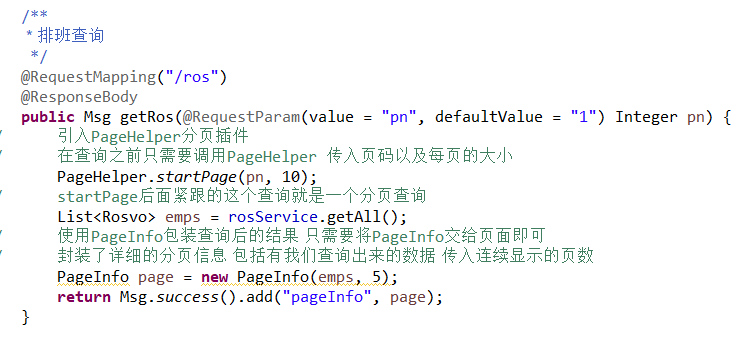 /**
* 排班查询
*/
@RequestMapping("/ros")
@ResponseBody
public Msg getRos(@RequestParam(value = "pn", defaultValue = "1") Integer pn) {
引入PageHelper分页插件
在查询之前只需要调用PageHelper 传入页码以及每页的大小
PageHelper.startPage(pn, 10);
startPage后面紧跟的这个查询就是一个分页查询
List<Rosvo> emps = rosService.getAll();
使用PageInfo包装查询后的结果 只需要将PageInfo交给页面即可
封装了详细的分页信息 包括有我们查询出来的数据 传入连续显示的页数
PageInfo page = new PageInfo(emps, 5);
return Msg.success().add("pageInfo", page);
}